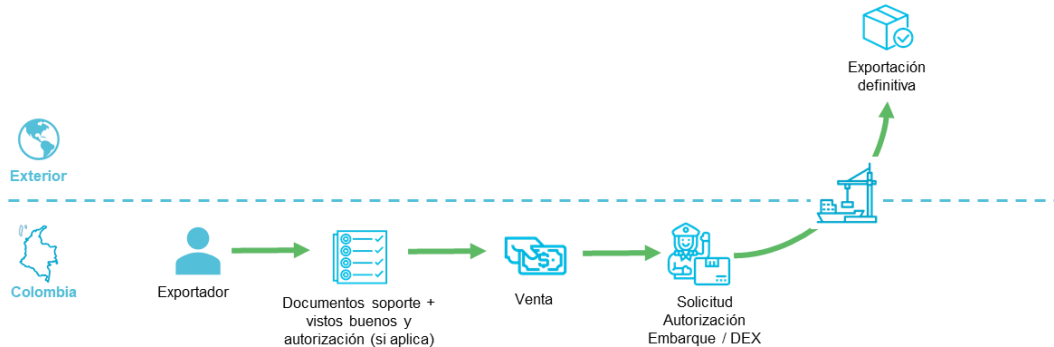 Exportación
definitiva
Exterior
Colombia
Exportador
Documentos soporte +
vistos buenos y
autorización (si aplica)
Venta
Solicitud
Autorización
Embarque / DEX